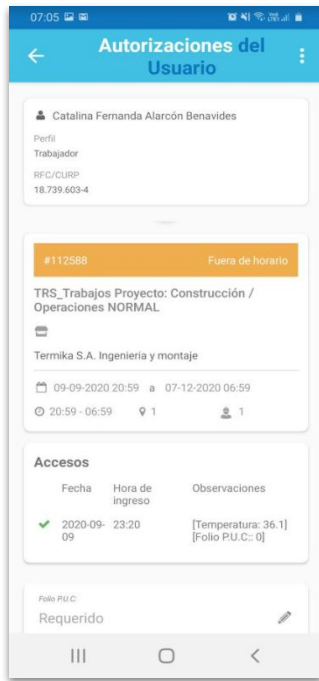 07:05
Autorizaciones del
Usuario
Catalina Fernanda Alarcón Benavides
Perfil
Trabajador
RFC/CURP
18.739.603-4
#112588 Fuera de horario
TRS_Trabajos Proyecto: Construcción /
Operaciones NORMAL
Termika S.A. Ingenieria y montaje
09-09-2020 20:59 a 07-12-2020 06:59
20:59 - 06:59 1 1
Accesos
Fecha Hora de ingreso Observaciones
2020-09-09 23:20 [Temperatura: 36.1]
[Folio P.U.C:: 0]
Folio P.U.C:
Requerido